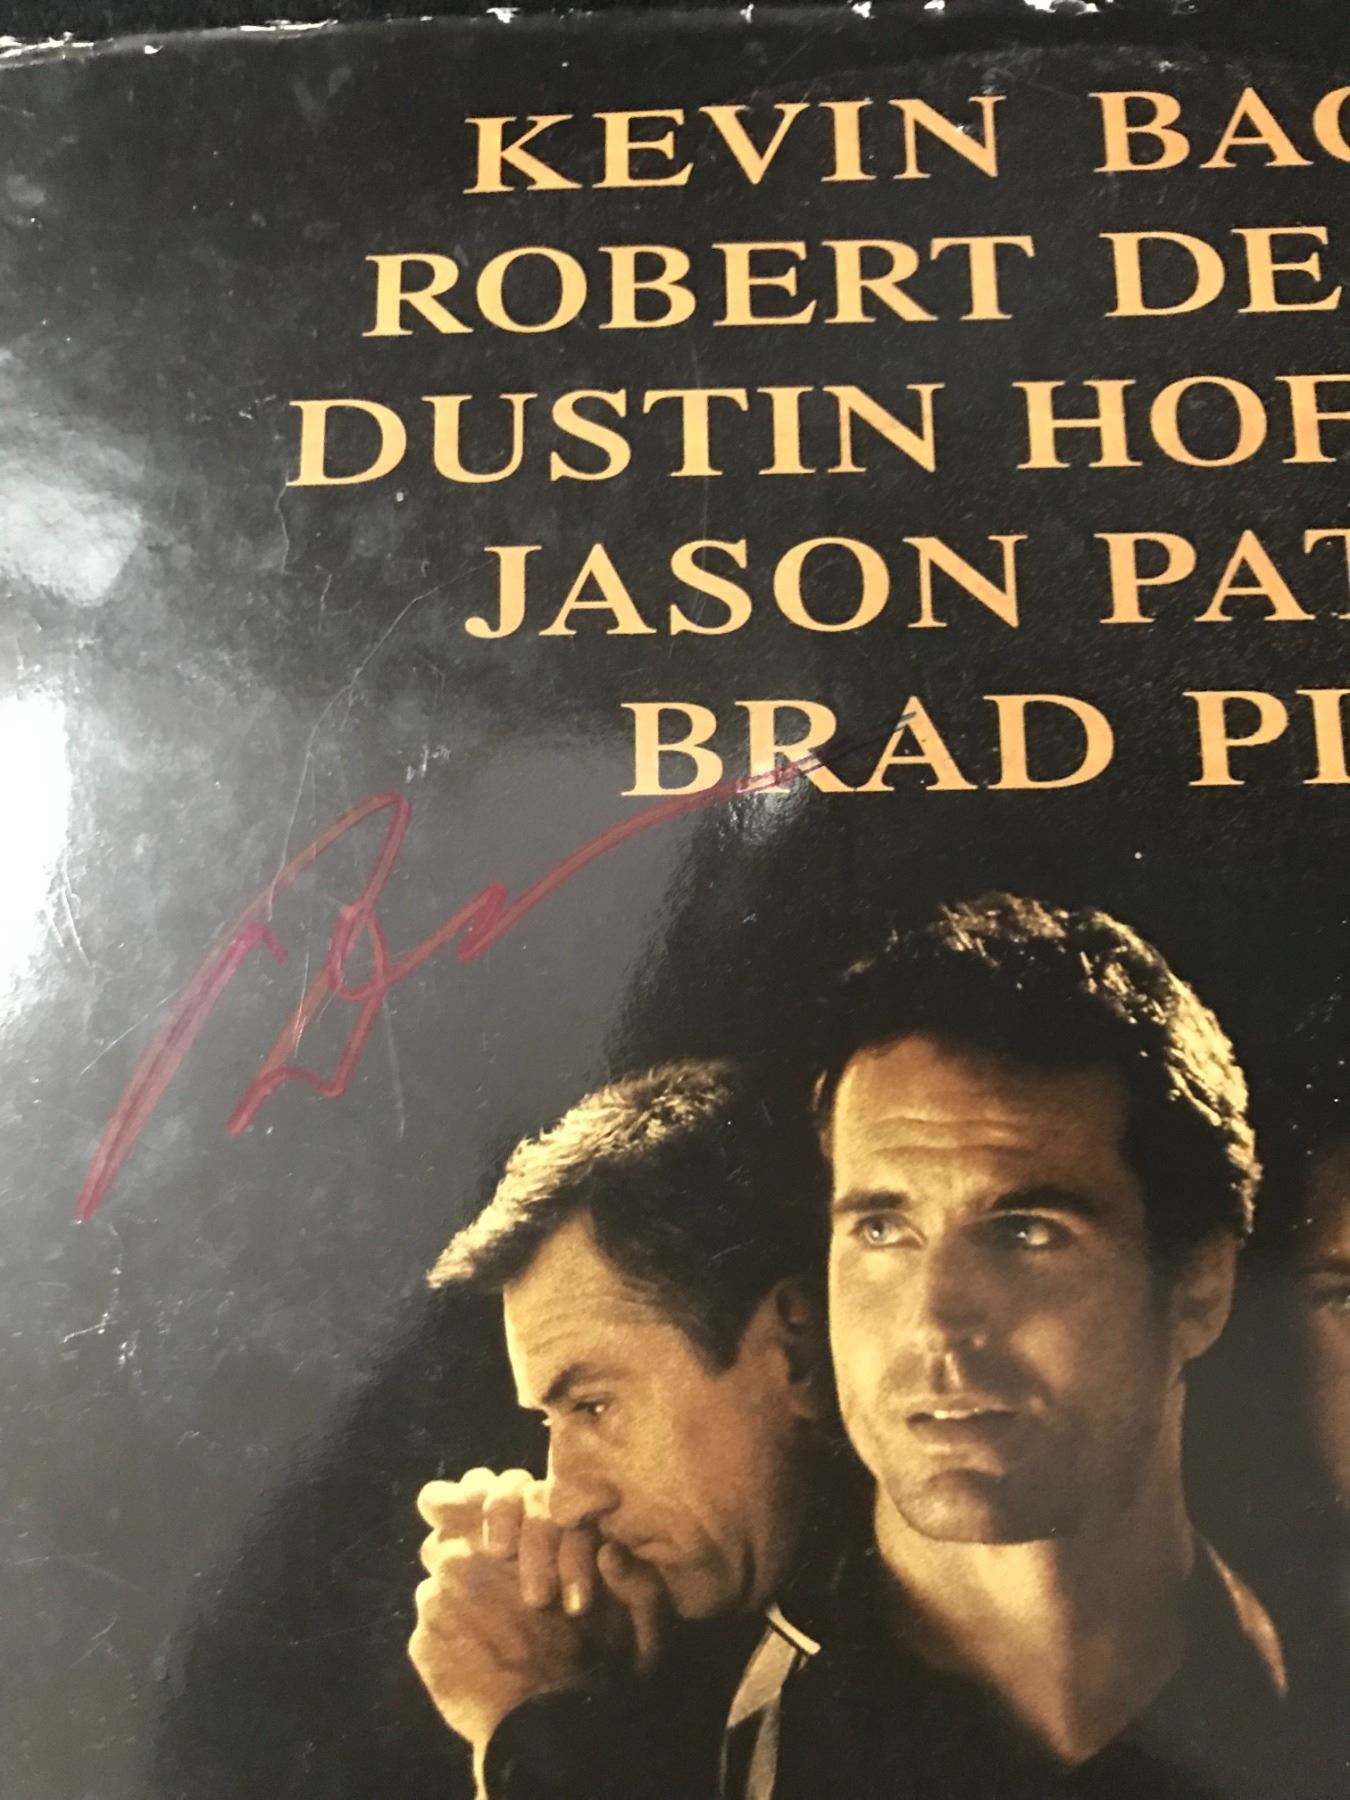 KEVIN BAC
ROBERT DE
DUSTIN HOF
JASON PAT
BRAD PI